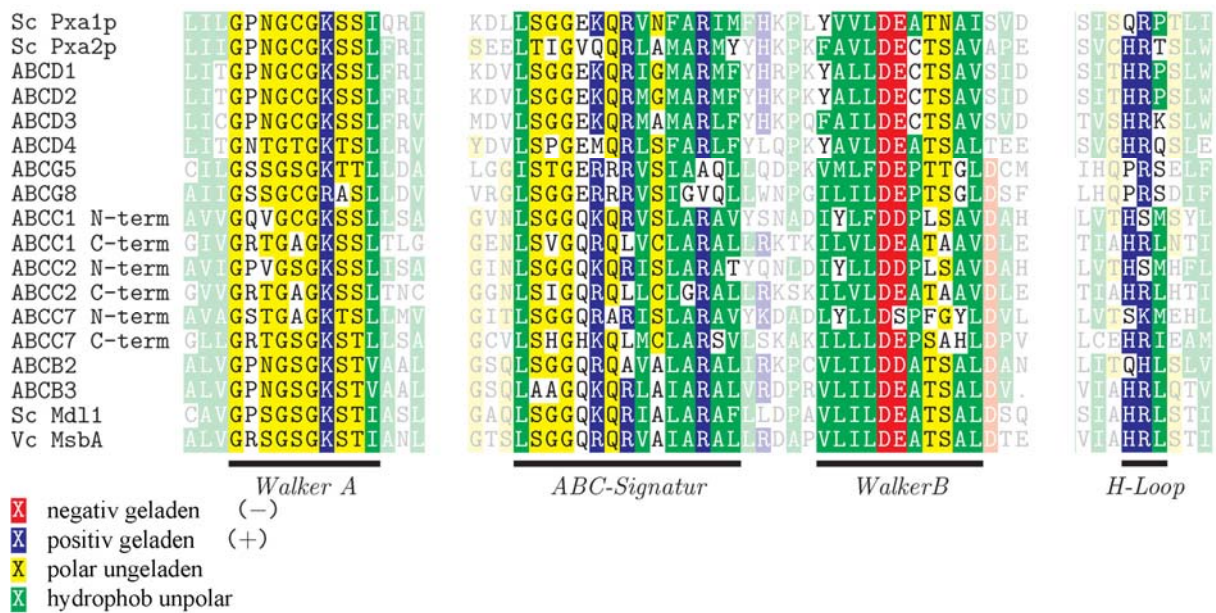 Sc Pxa1p LILGPNGCGKSSIQRI KDLLSGGEKQRVNFARIMFHKPLYVVLDEATNAISVD SISQRPTLI
Sc Pxa2p LIIGPNGCGKSSLFRI SEELTIGVQQRLAMARMYYHKPKFAVLDECTSAVAPE SVCHRTSLW
ABCD1 LITGPNGCGKSSLFRI KDVLSGGEKQRIGMARMFYHRPKYALLDECTSAVSID SITHRPSLW
ABCD2 LITGPNGCGKSSLFRI KDVLSGGEKQRMGMARMFYHKPKYALLDECTSAVSID SITHRPSLW
ABCD3 LICGPNGCGKSSLFRV MDVLSGGEKQRMAMARLFYHKPQFAILDECTSAVSVD TVSHRKSLW
ABCD4 LITGNTGTGKTSLLRV YDVLSPGEMQRLSFARLFYLQPKYAVLDEATSALTEE SVGHRQSLE
ABCG5 CILGSSGSGKTTLLDA LGGISTGERRRVSIAAQLLQDPKVMLFDEPTTGLDCM IHQPRSELF
ABCG8 AIIGSSGCGRASLLDV VRGLSGGERRRVSIGVQLLWNPGILILDEPTSGLDSF LHQPRSDIF
ABCC1 N-term AVVGQVGCGKSSLLSA GVNLSGGQKQRVSLARAVYSNADIYLFDDPLSAVDAH LVTHSMSYL
ABCC1 C-term GIVGRTGAGKSSLTLG GENLSVGQRQLVCLARALLRKTKILVLDEATAAVDLE TIAHRLNTI
ABCC2 N-term AVIGPVGSGKSSLISA GINLSGGQKQRISLARATYQNLDIYLLDDPLSAVDAH LVTHSMHFL
ABCC2 C-term GVVGRTGAGKSSLTNC GGNLSIGQRQLLCLGRALLRKSKILVLDEATAAVDLE TIAHRLHTI
ABCC7 N-term AVAGSTGAGKTSLLMV GITLSGGQRARISLARAVYKDADLYLLDSPFGYLDVL LVTSKMEHL
ABCC7 C-term GLLGRTGSGKSTLLSA GCVLSHGHKQLMCLARSVLSKAKILLLDEPSAHLDPV LCEHRIEAM
ABCB2 ALVGPNGSGKSTVAAL GSQLSGGQRQAVALARALIRKPCVLILDDATSALDAN LITQHLSLV
ABCB3 ALVGPNGSGKSTVAAL GSQLAAGQKQRLAIARALVRDPRVLILDEATSALDV. VIAHRLQTV
Sc Mdl1 CAVGPSGSGKSTIASL GAQLSGGQKQRIALARAFLLDPAVLILDEATSALDSQ SIAHRLSTI
Vc MsbA ALVGRSGSGKSTIANL GTSLSGGQRQRVAIARALLRDAPVLILDEATSALDTE VIAHRLSTI
Walker A ABC-Signatur WalkerB H-Loop
X negativ geladen (−)
X positiv geladen (+)
X polar ungeladen
X hydrophob unpolar